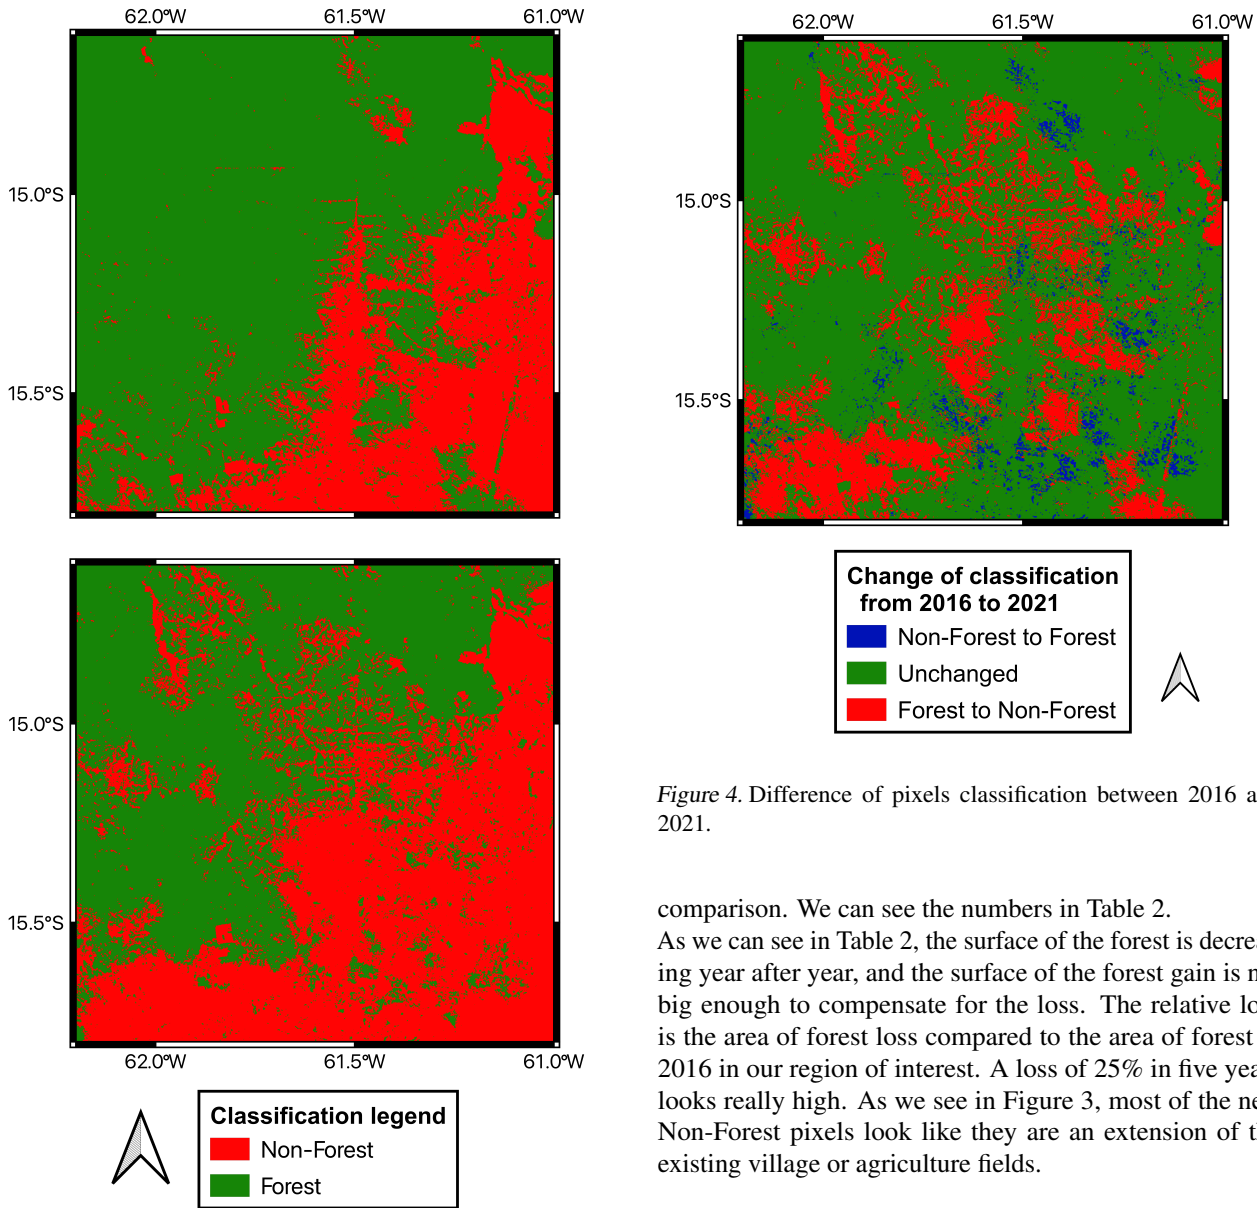 62.0°W 61.5°W 61.0°W
15.0°S
15.5°S
15.0°S
15.5°S
62.0°W 61.5°W 61.0°W
Classification legend
Non-Forest
Forest
62.0°W 61.5°W 61.0°W
15.0°S
15.5°S
Change of classification
from 2016 to 2021
Non-Forest to Forest
Unchanged
Forest to Non-Forest
Figure 4. Difference of pixels classification between 2016 a
2021.
comparison. We can see the numbers in Table 2.
As we can see in Table 2, the surface of the forest is decrea
ing year after year, and the surface of the forest gain is n
big enough to compensate for the loss. The relative lo
is the area of forest loss compared to the area of forest
2016 in our region of interest. A loss of 25% in five yea
looks really high. As we see in Figure 3, most of the ne
Non-Forest pixels look like they are an extension of th
existing village or agriculture fields.